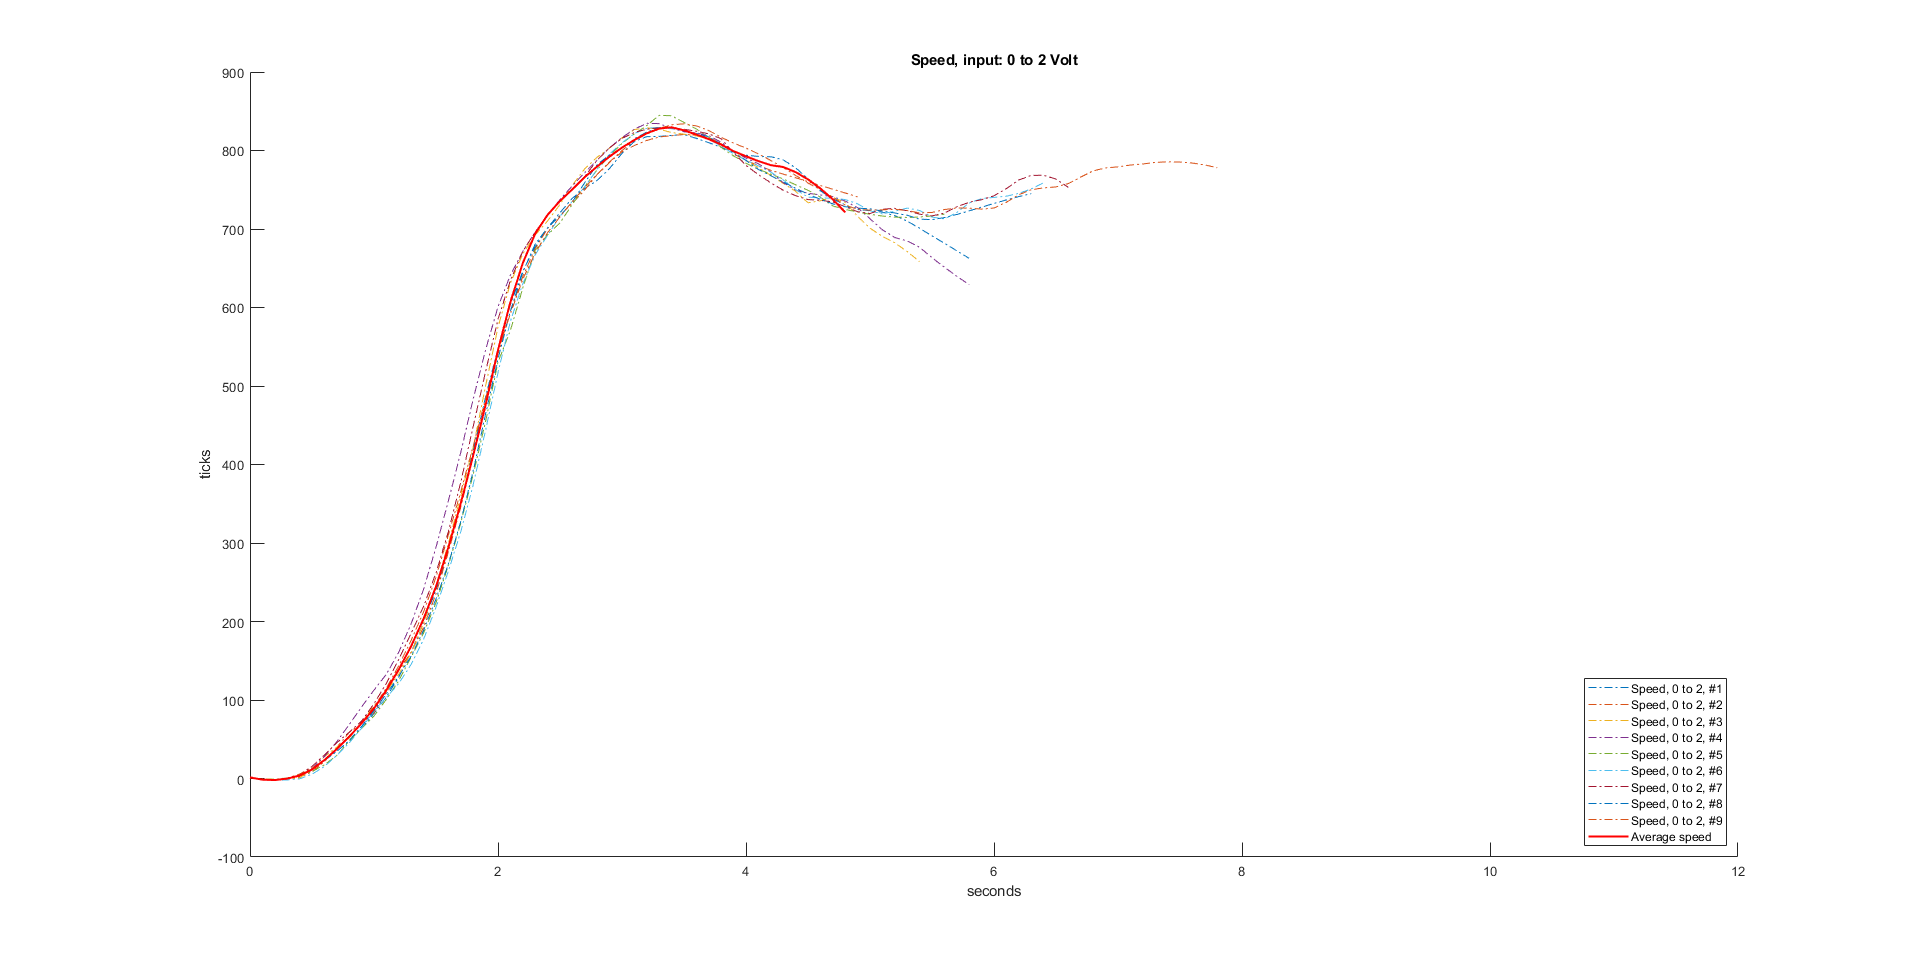 Speed, input: 0 to 2 Volt
900
800
700
600
500
400
300
200
100
0
-100
ticks
0 2 4 6 8 10 12
seconds
Speed, 0 to 2, #1
Speed, 0 to 2, #2
Speed, 0 to 2, #3
Speed, 0 to 2, #4
Speed, 0 to 2, #5
Speed, 0 to 2, #6
Speed, 0 to 2, #7
Speed, 0 to 2, #8
Speed, 0 to 2, #9
Average speed